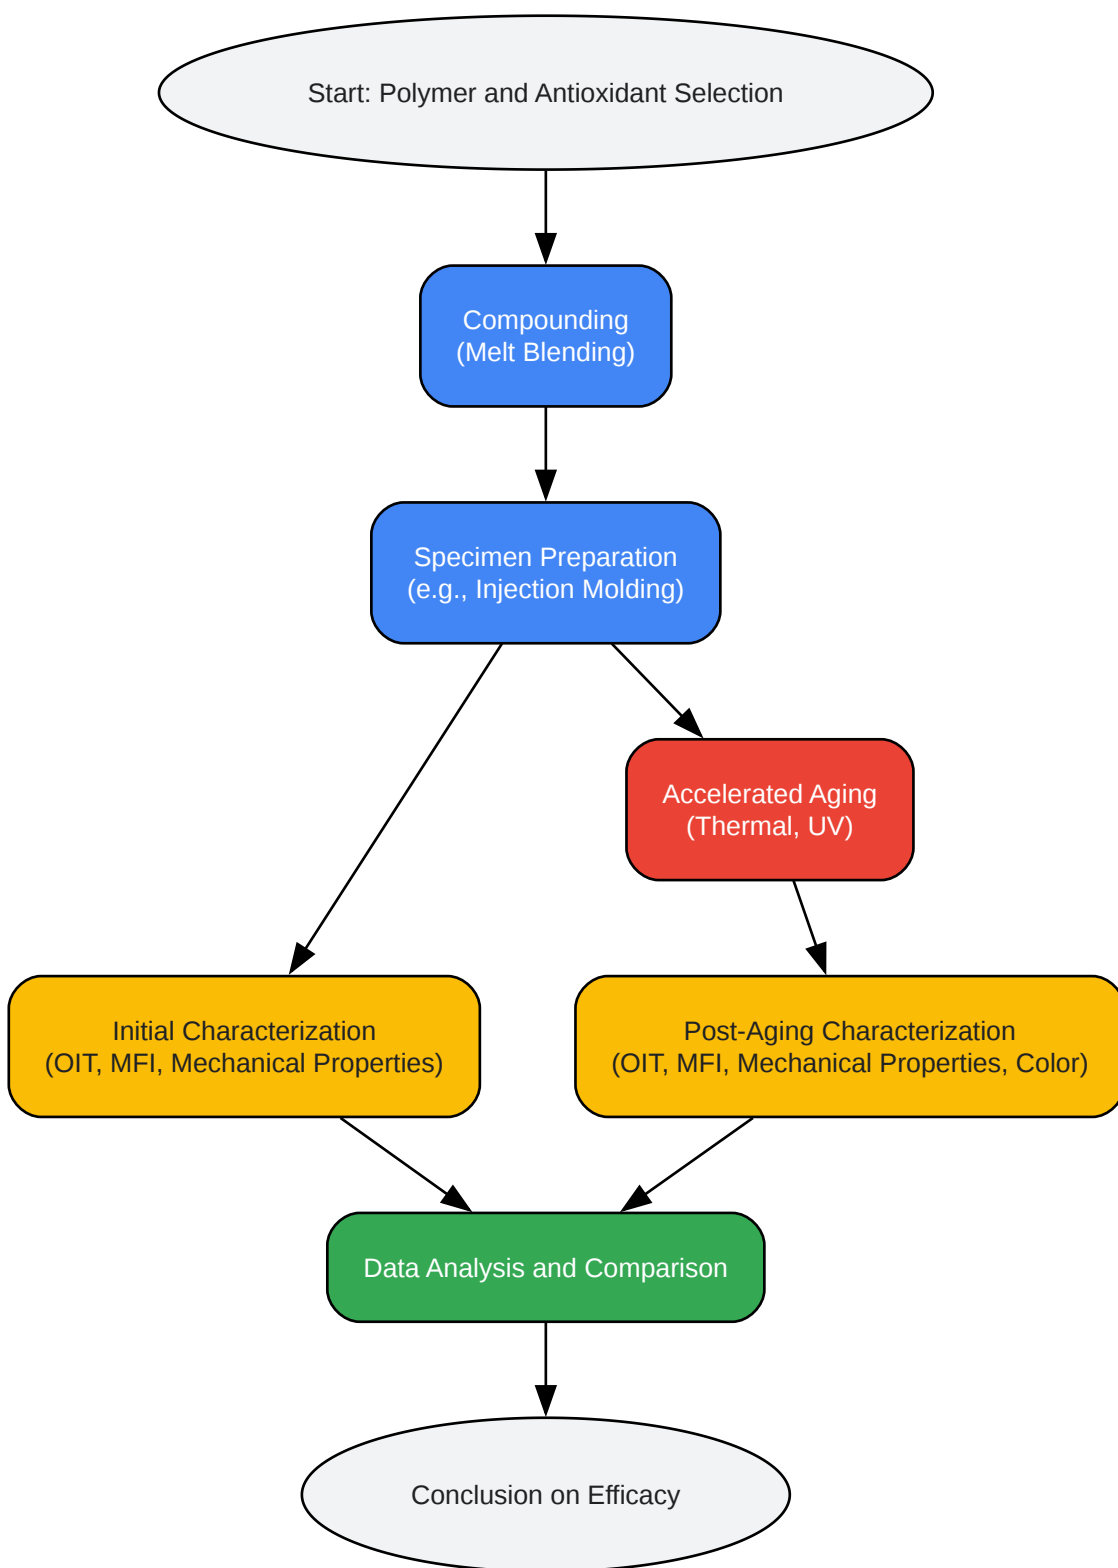 Start: Polymer and Antioxidant Selection
Compounding
(Melt Blending)
Specimen Preparation
(e.g., Injection Molding)
Accelerated Aging
(Thermal, UV)
Initial Characterization
(OIT, MFI, Mechanical Properties)
Post-Aging Characterization
(OIT, MFI, Mechanical Properties, Color)
Data Analysis and Comparison
Conclusion on Efficacy